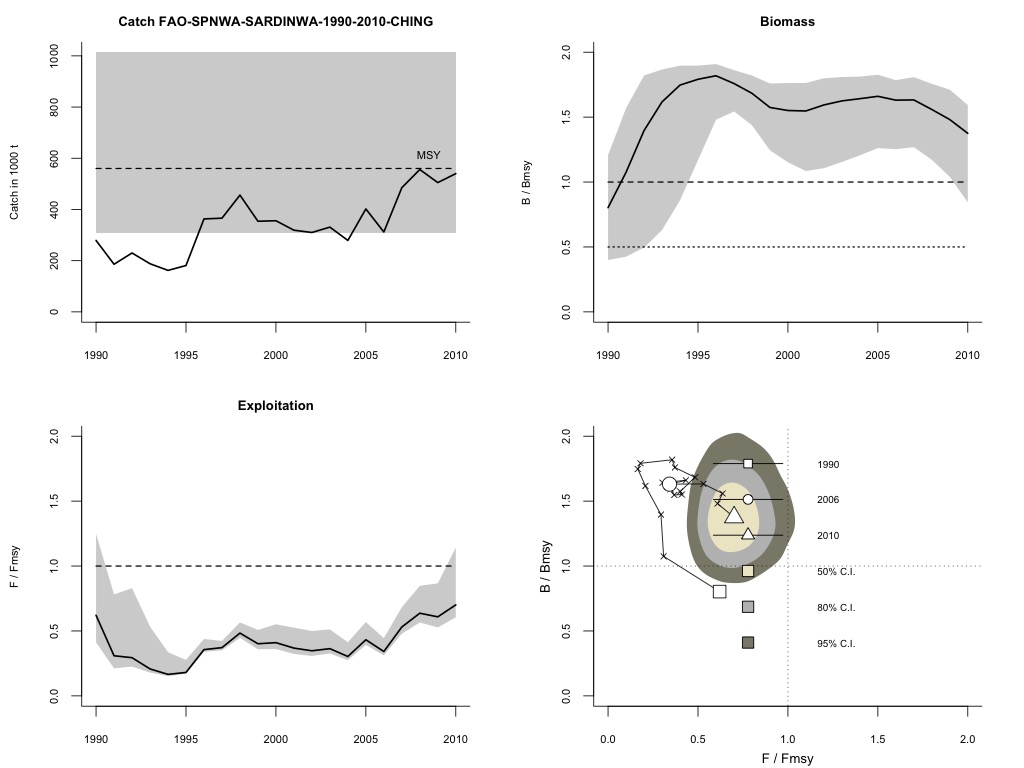 Catch FAO-SPNWA-SARDINWA-1990-2010-CHING
Catch in 1000 t
0 200 400 600 800 1000
MSY
1990 1995 2000 2005 2010
Biomass
B / Bmsy
0.0 0.5 1.0 1.5 2.0
1990 1995 2000 2005 2010
Exploitation
F / Fmsy
0.0 0.5 1.0 1.5 2.0
1990 1995 2000 2005 2010
B / Bmsy
0.0 0.5 1.0 1.5 2.0
1990
2006
2010
50% C.I.
80% C.I.
95% C.I.
0.0 0.5 1.0 1.5 2.0
F / Fmsy